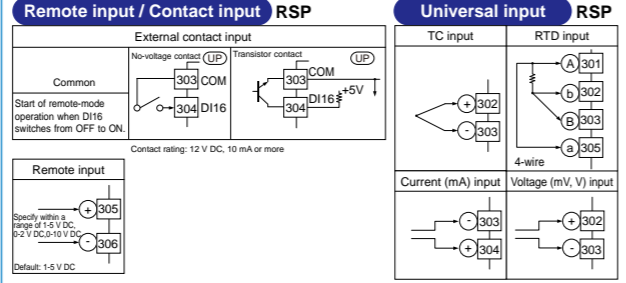 Remote input / Contact input RSP
External contact input
No-voltage contact (UP)
Transistor contact (UP)
Common
303 COM
304 DI16
303 COM
304 DI16 +5V
Start of remote-mode
operation when DI16
switches from OFF to ON.
Contact rating: 12 V DC, 10 mA or more
Remote input
+ 305
Specify within a
range of 1-5 V DC,
0-2 V DC,0-10 V DC
- 306
Default: 1-5 V DC
Universal input RSP
TC input
+ 302
- 303
RTD input
A 301
b 302
B 303
a 305
4-wire
Current (mA) input
- 303
+ 304
Voltage (mV, V) input
+ 302
- 303